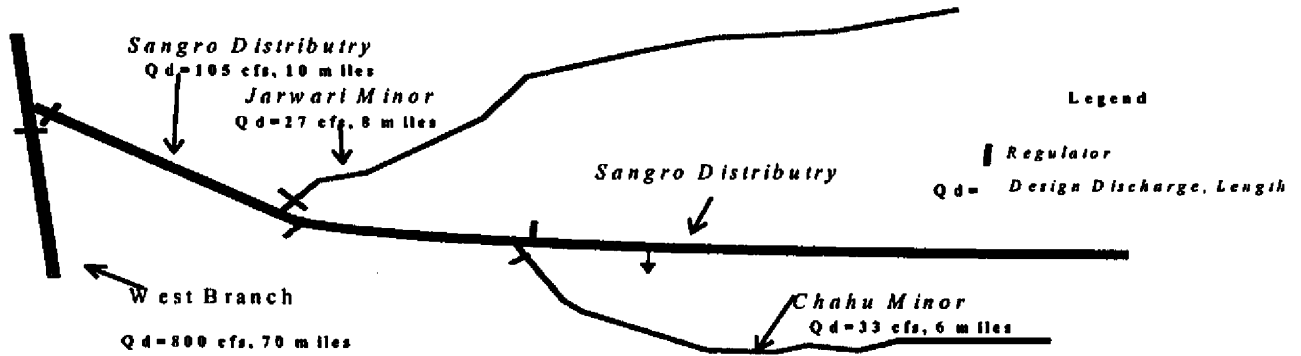 Sangro Distributry
Qd=105 cfs, 10 miles
Jarwari Minor
Qd=27 cfs, 8 miles
Legend
Regulator
Qd= Design Discharge, Length
Sangro Distributry
West Branch
Qd=800 cfs, 70 miles
Chahu Minor
Qd=33 cfs, 6 miles